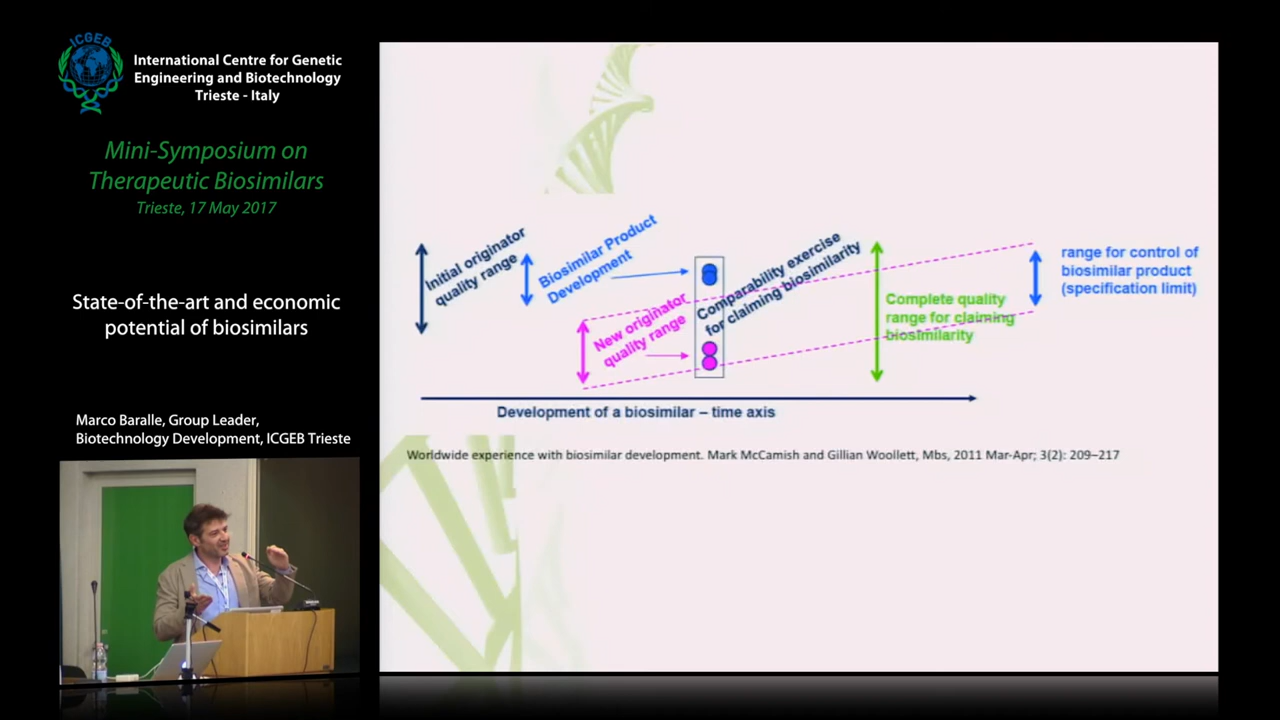 ICGEB
International Centre for Genetic
Engineering and Biotechnology
Trieste - Italy
Mini-Symposium on
Therapeutic Biosimilars
Trieste, 17 May 2017
State-of-the-art and economic
potential of biosimilars
Marco Baralle, Group Leader,
Biotechnology Development, ICGEB Trieste
Initial originator
quality range
Biosimilar Product
Development
New originator
quality range
Comparability exercise
for claiming biosimilarity
Complete quality
range for claiming
biosimilarity
range for control of
biosimilar product
(specification limit)
Development of a biosimilar – time axis
Worldwide experience with biosimilar development. Mark McCamish and Gillian Woollett, Mbs, 2011 Mar-Apr; 3(2): 209–217